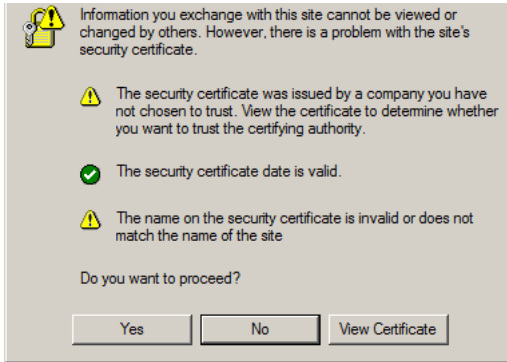 Information you exchange with this site cannot be viewed or
changed by others. However, there is a problem with the site's
security certificate.
The security certificate was issued by a company you have
not chosen to trust. View the certificate to determine whether
you want to trust the certifying authority.
The security certificate date is valid.
The name on the security certificate is invalid or does not
match the name of the site
Do you want to proceed?
Yes
No
View Certificate